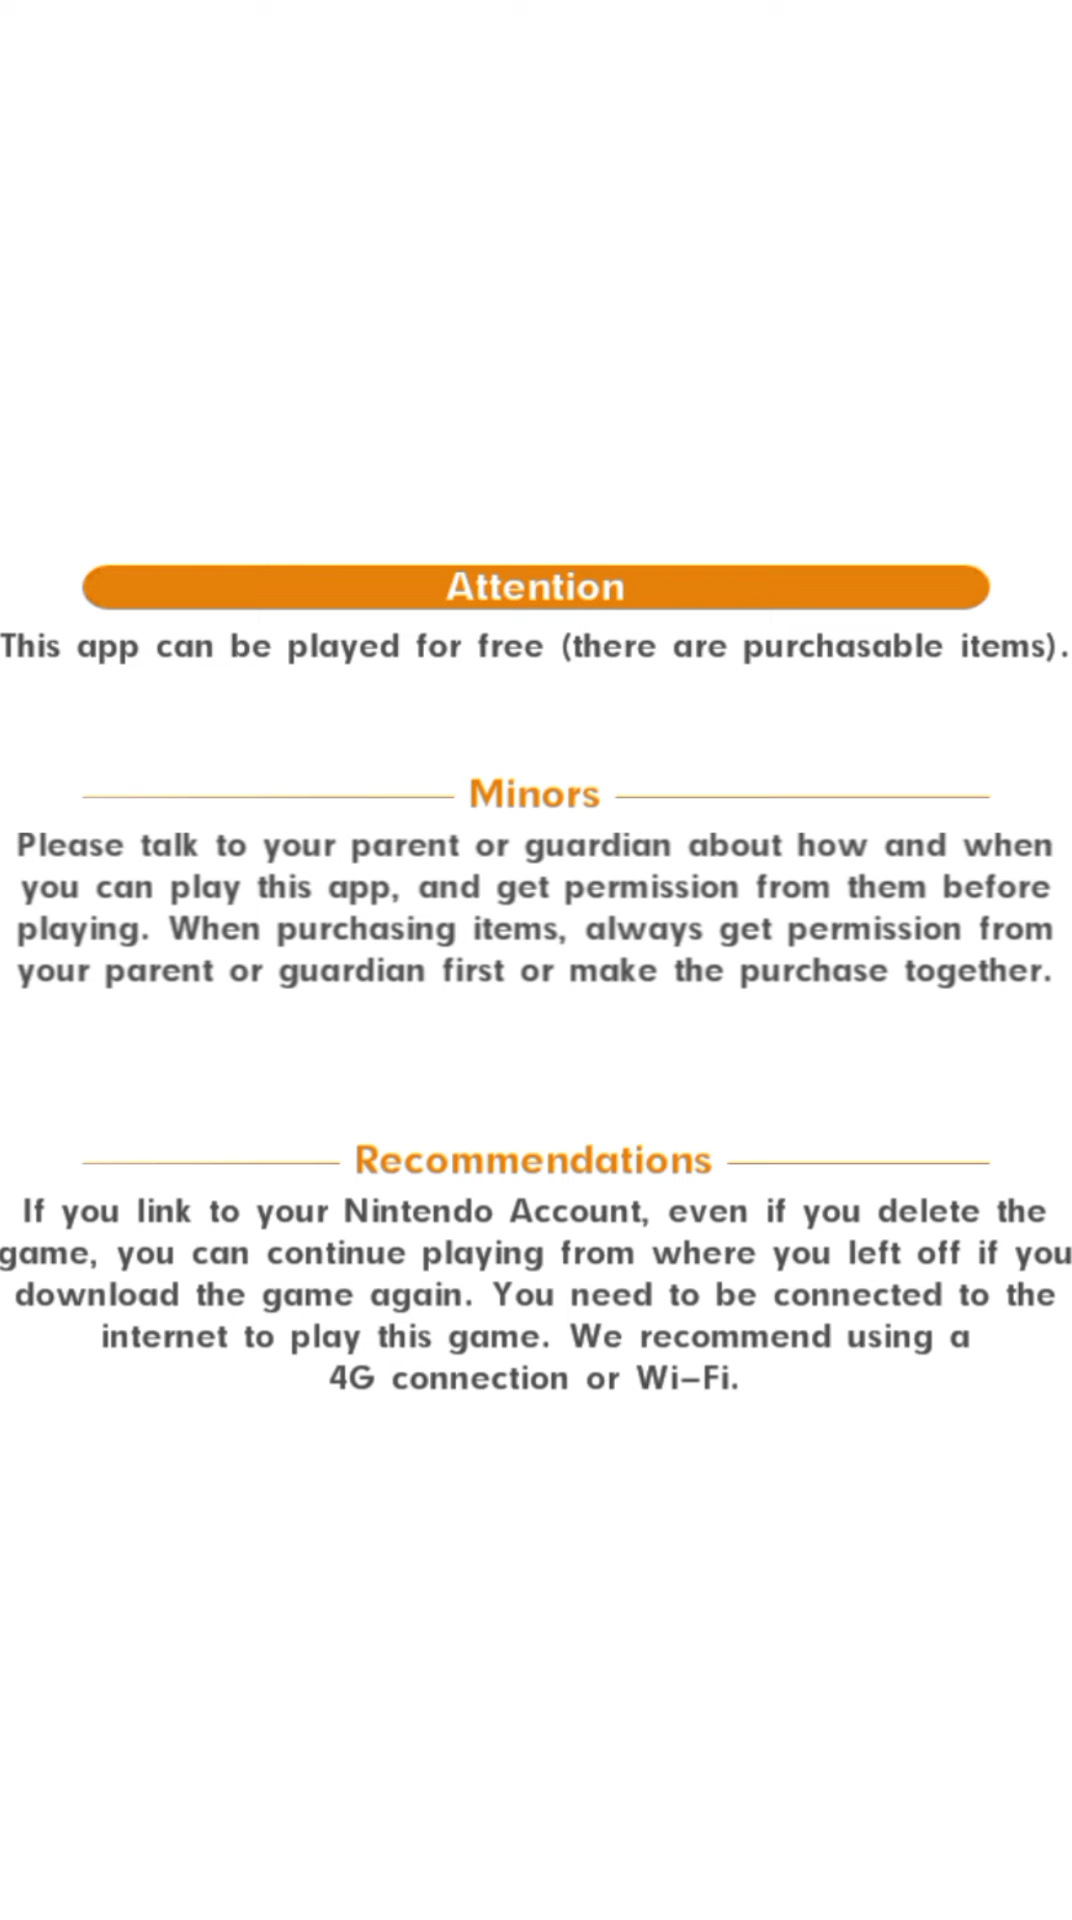 Attention
This app can be played for free (there are purchasable items).
Minors
Please talk to your parent or guardian about how and when
you can play this app, and get permission from them before
playing. When purchasing items, always get permission from
your parent or guardian first or make the purchase together.
Recommendations
If you link to your Nintendo Account, even if you delete the
game, you can continue playing from where you left off if you
download the game again. You need to be connected to the
internet to play this game. We recommend using a
4G connection or Wi-Fi.